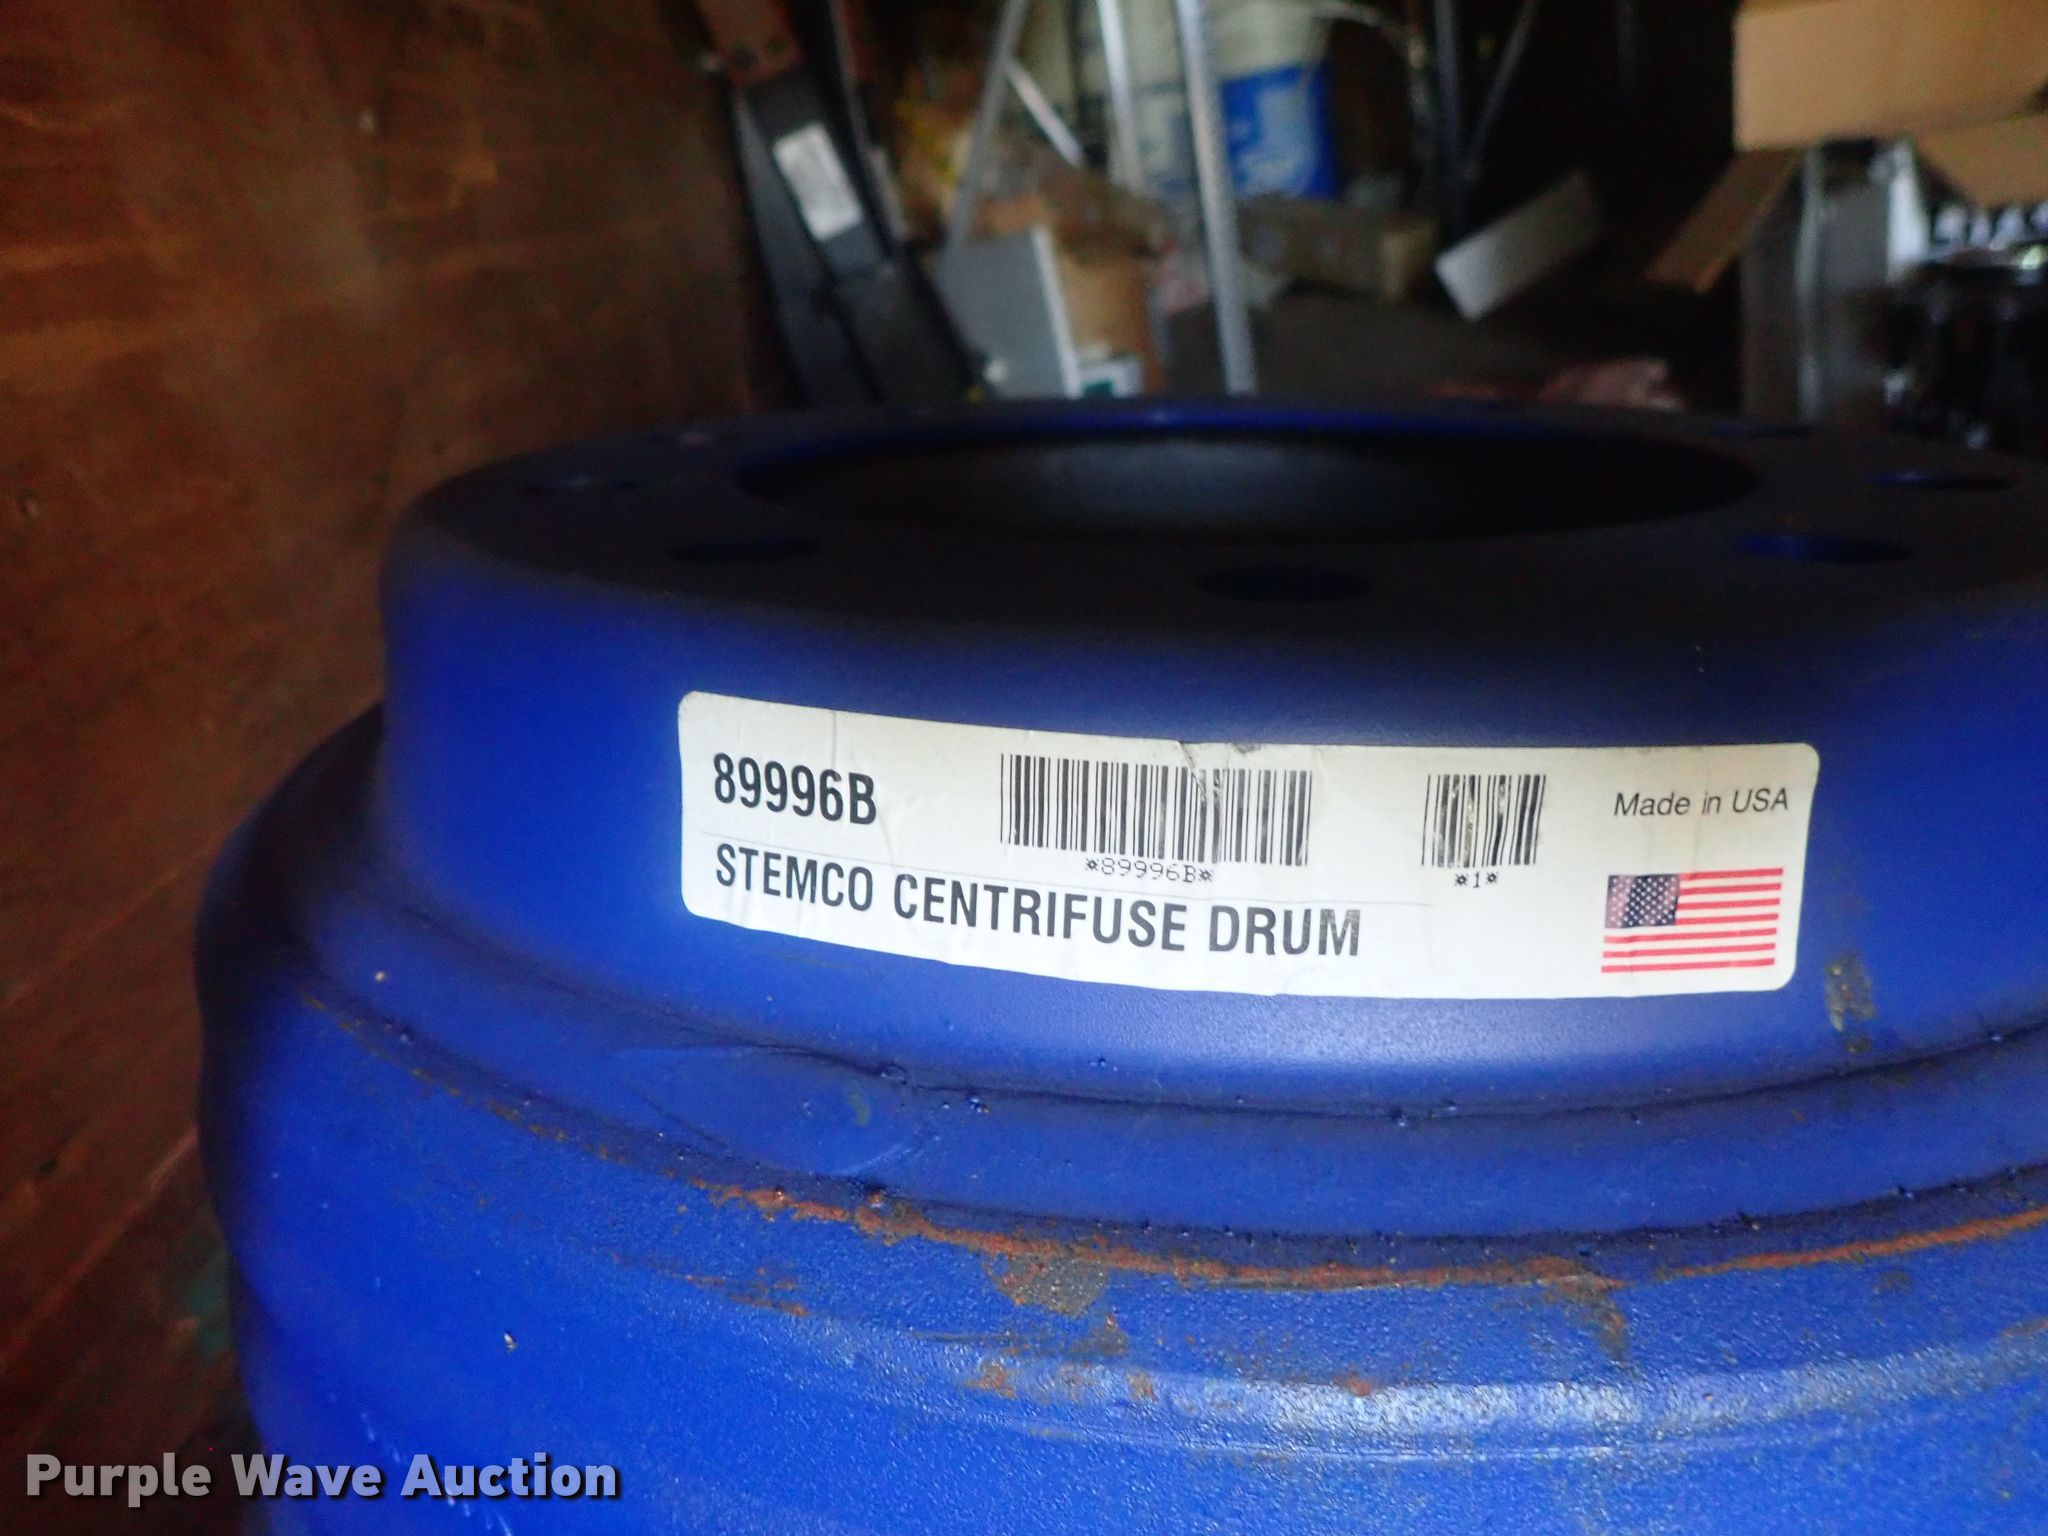 89996B
*89996B*
*1*
Made in USA
STEMCO CENTRIFUSE DRUM
Purple Wave Auction